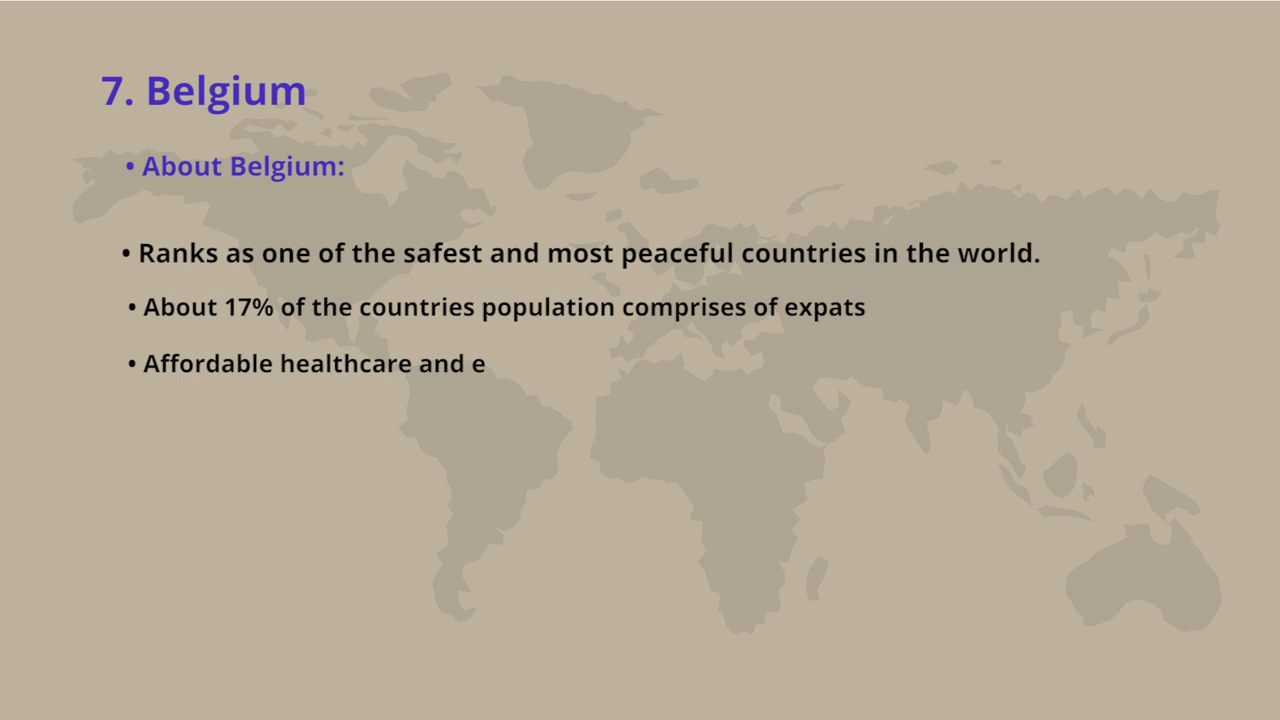 7. Belgium
• About Belgium:
• Ranks as one of the safest and most peaceful countries in the world.
• About 17% of the countries population comprises of expats
• Affordable healthcare and e